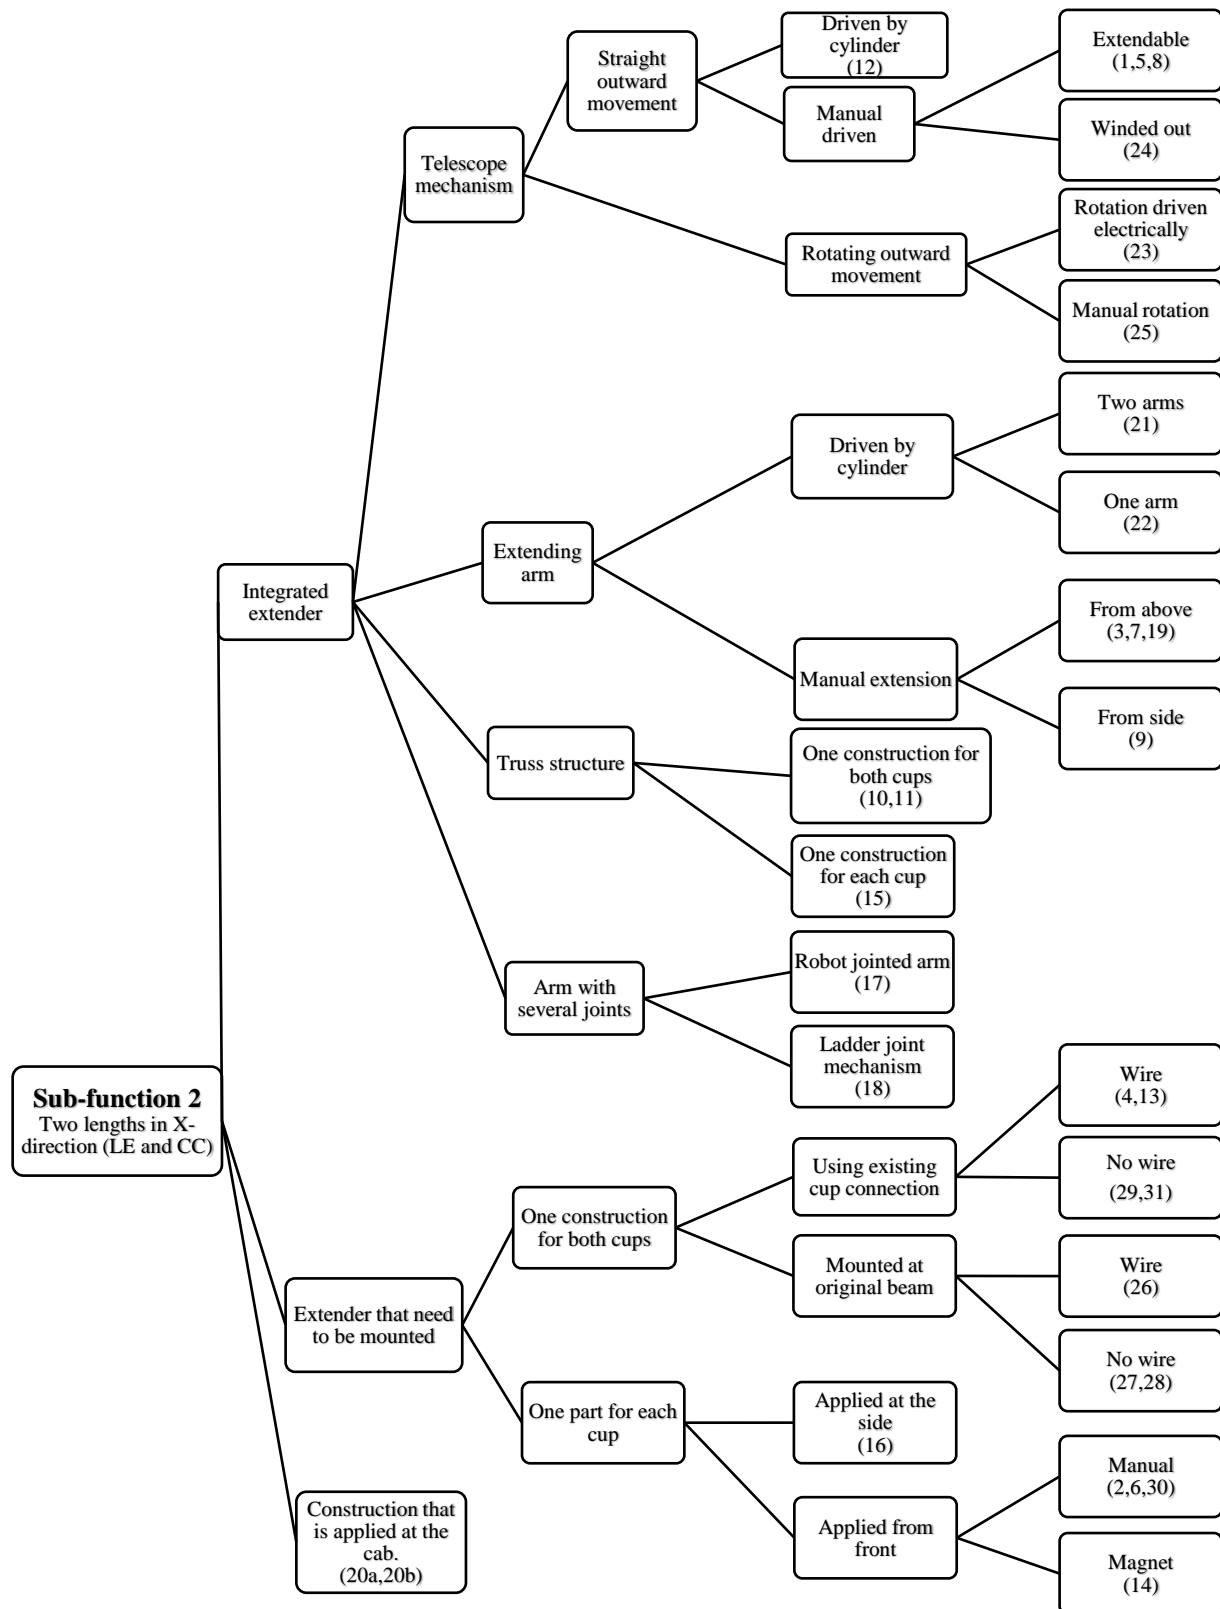 Sub-function 2
Two lengths in X-
direction (LE and CC)
Integrated
extender
Telescope
mechanism
Straight
outward
movement
Driven by
cylinder
(12)
Manual
driven
Extendable
(1,5,8)
Winded out
(24)
Rotating outward
movement
Rotation driven
electrically
(23)
Manual rotation
(25)
Extending
arm
Driven by
cylinder
Two arms
(21)
One arm
(22)
Manual extension
From above
(3,7,19)
From side
(9)
Truss structure
One construction for
both cups
(10,11)
One construction
for each cup
(15)
Arm with
several joints
Robot jointed arm
(17)
Ladder joint
mechanism
(18)
Extender that need
to be mounted
One construction
for both cups
Using existing
cup connection
Wire
(4,13)
No wire
(29,31)
Mounted at
original beam
Wire
(26)
No wire
(27,28)
One part for each
cup
Applied at the
side
(16)
Applied from
front
Manual
(2,6,30)
Magnet
(14)
Construction that
is applied at the
cab.
(20a,20b)